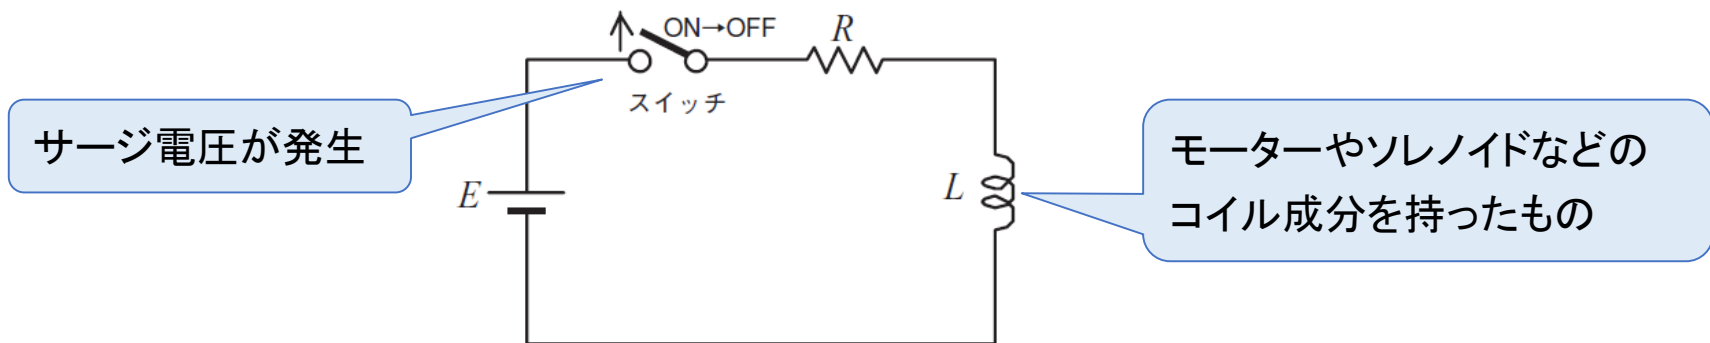 ON→OFF
R
スイッチ
サージ電圧が発生
E
L
モーターやソレノイドなどの
コイル成分を持ったもの